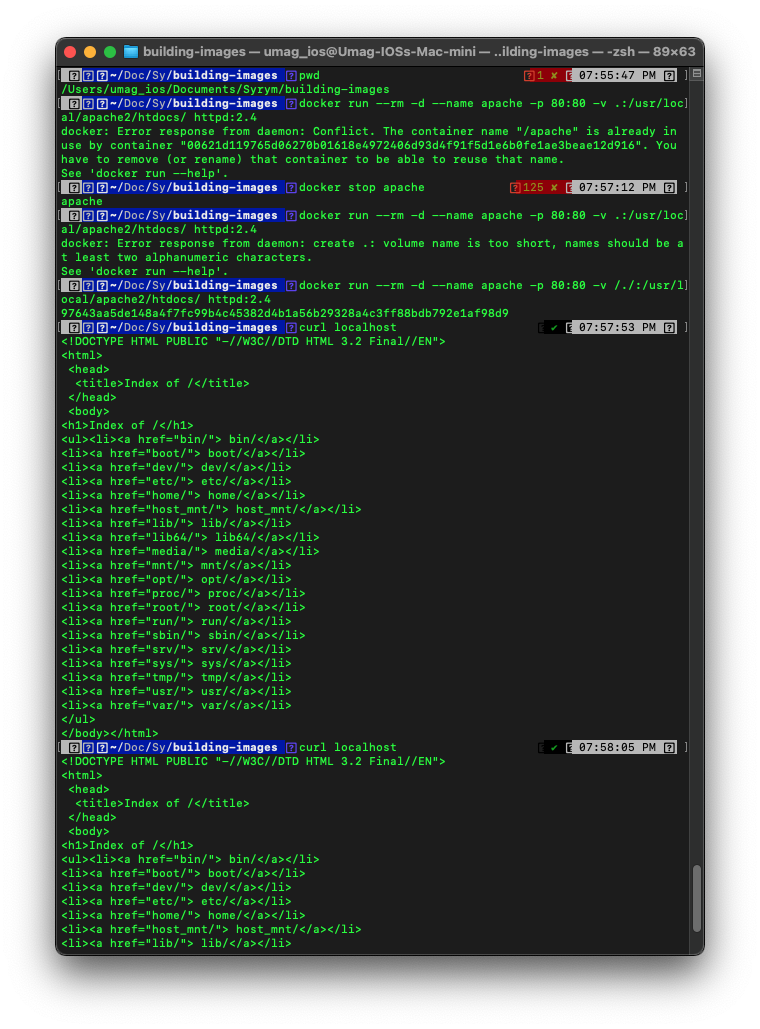 building-images — umag_ios@Umag-IOSs-Mac-mini — ..ilding-images — -zsh — 89×63
~/Doc/Sy/building-images pwd 1 ✘ 07:55:47 PM
/Users/umag_ios/Documents/Syrym/building-images
~/Doc/Sy/building-images docker run --rm -d --name apache -p 80:80 -v .:/usr/loc
al/apache2/htdocs/ httpd:2.4
docker: Error response from daemon: Conflict. The container name "/apache" is already in
use by container "00621d119765d06270b01618e4972406d93d4f91f5d1e6b0fe1ae3beae12d916". You
have to remove (or rename) that container to be able to reuse that name.
See 'docker run --help'.
~/Doc/Sy/building-images docker stop apache 125 ✘ 07:57:12 PM
apache
~/Doc/Sy/building-images docker run --rm -d --name apache -p 80:80 -v .:/usr/loc
al/apache2/htdocs/ httpd:2.4
docker: Error response from daemon: create .: volume name is too short, names should be a
t least two alphanumeric characters.
See 'docker run --help'.
~/Doc/Sy/building-images docker run --rm -d --name apache -p 80:80 -v /./:/usr/l
ocal/apache2/htdocs/ httpd:2.4
97643aa5de148a4f7fc99b4c45382d4b1a56b29328a4c3ff88bdb792e1af98d9
~/Doc/Sy/building-images curl localhost ✔ 07:57:53 PM
<!DOCTYPE HTML PUBLIC "-//W3C//DTD HTML 3.2 Final//EN">
<html>
<head>
<title>Index of /</title>
</head>
<body>
<h1>Index of /</h1>
<ul><li><a href="bin/"> bin/</a></li>
<li><a href="boot/"> boot/</a></li>
<li><a href="dev/"> dev/</a></li>
<li><a href="etc/"> etc/</a></li>
<li><a href="home/"> home/</a></li>
<li><a href="host_mnt/"> host_mnt/</a></li>
<li><a href="lib/"> lib/</a></li>
<li><a href="lib64/"> lib64/</a></li>
<li><a href="media/"> media/</a></li>
<li><a href="mnt/"> mnt/</a></li>
<li><a href="opt/"> opt/</a></li>
<li><a href="proc/"> proc/</a></li>
<li><a href="root/"> root/</a></li>
<li><a href="run/"> run/</a></li>
<li><a href="sbin/"> sbin/</a></li>
<li><a href="srv/"> srv/</a></li>
<li><a href="sys/"> sys/</a></li>
<li><a href="tmp/"> tmp/</a></li>
<li><a href="usr/"> usr/</a></li>
<li><a href="var/"> var/</a></li>
</ul>
</body></html>
~/Doc/Sy/building-images curl localhost ✔ 07:58:05 PM
<!DOCTYPE HTML PUBLIC "-//W3C//DTD HTML 3.2 Final//EN">
<html>
<head>
<title>Index of /</title>
</head>
<body>
<h1>Index of /</h1>
<ul><li><a href="bin/"> bin/</a></li>
<li><a href="boot/"> boot/</a></li>
<li><a href="dev/"> dev/</a></li>
<li><a href="etc/"> etc/</a></li>
<li><a href="home/"> home/</a></li>
<li><a href="host_mnt/"> host_mnt/</a></li>
<li><a href="lib/"> lib/</a></li>